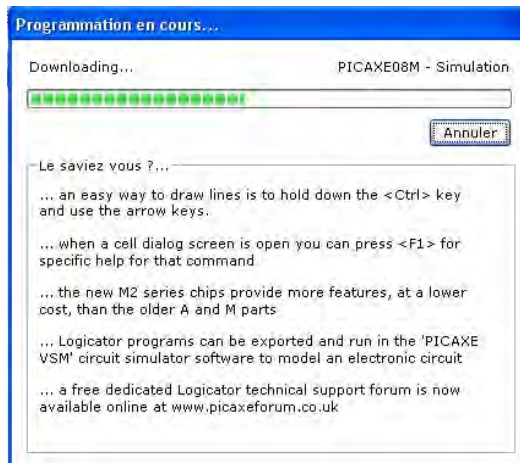 Programmation en cours...
Downloading...
PICAXE08M - Simulation
Annuler
Le saviez vous ?...
... an easy way to draw lines is to hold down the <Ctrl> key
and use the arrow keys.
... when a cell dialog screen is open you can press <F1> for
specific help for that command
... the new M2 series chips provide more features, at a lower
cost, than the older A and M parts
... Logicator programs can be exported and run in the 'PICAXE
VSM' circuit simulator software to model an electronic circuit
... a free dedicated Logicator technical support forum is now
available online at www.picaxeforum.co.uk